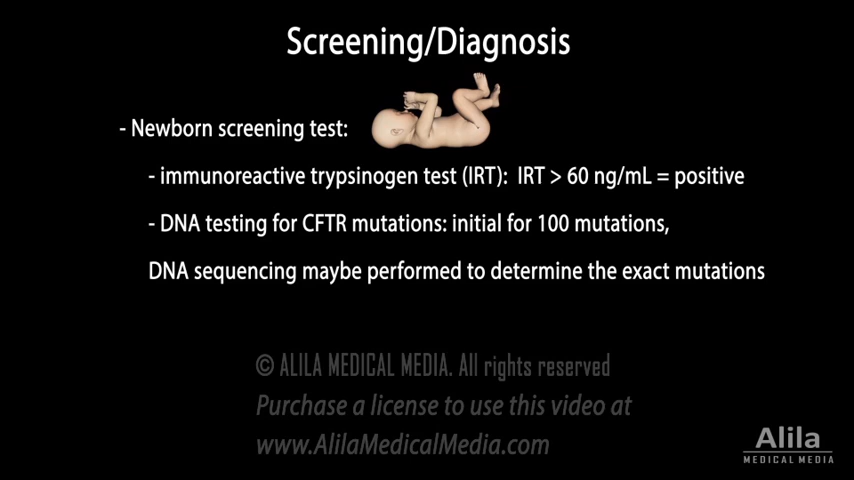 Screening/Diagnosis
- Newborn screening test:
- immunoreactive trypsinogen test (IRT):  IRT > 60 ng/mL = positive
- DNA testing for CFTR mutations: initial for 100 mutations,
DNA sequencing maybe performed to determine the exact mutations
© ALILA MEDICAL MEDIA. All rights reserved
Purchase a license to use this video at
www.AlilaMedicalMedia.com
Alila
MEDICAL MEDIA